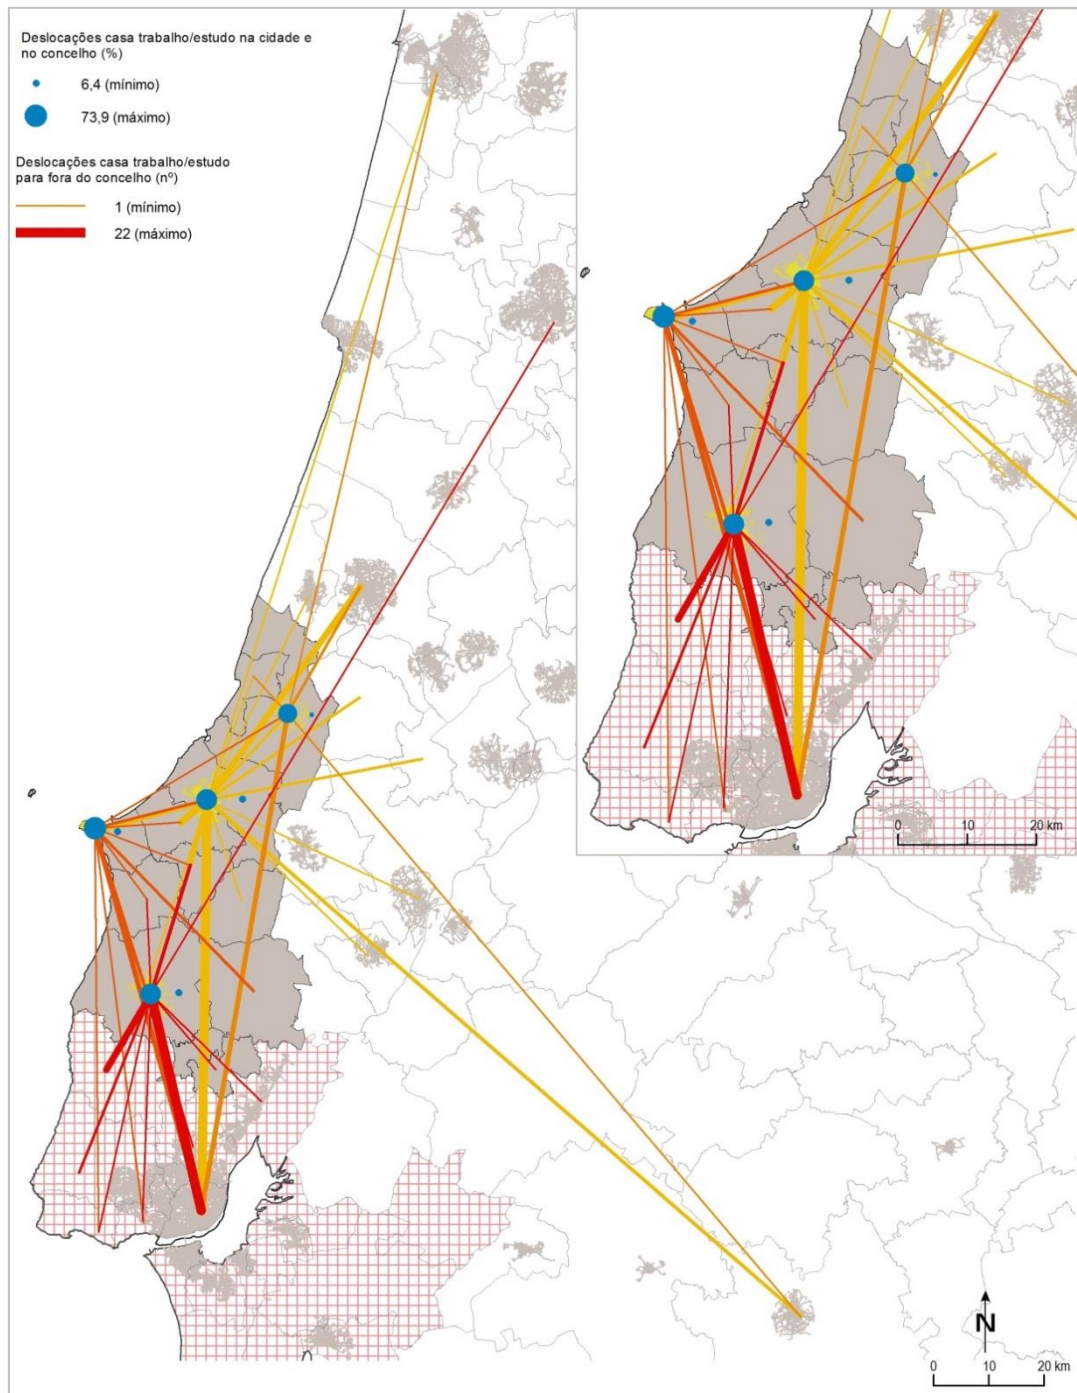 Deslocações casa trabalho/estudo na cidade e
no concelho (%)
6,4 (mínimo)
73,9 (máximo)
Deslocações casa trabalho/estudo
para fora do concelho (nº)
1 (mínimo)
22 (máximo)
0 10 20 km
N
0 10 20 km